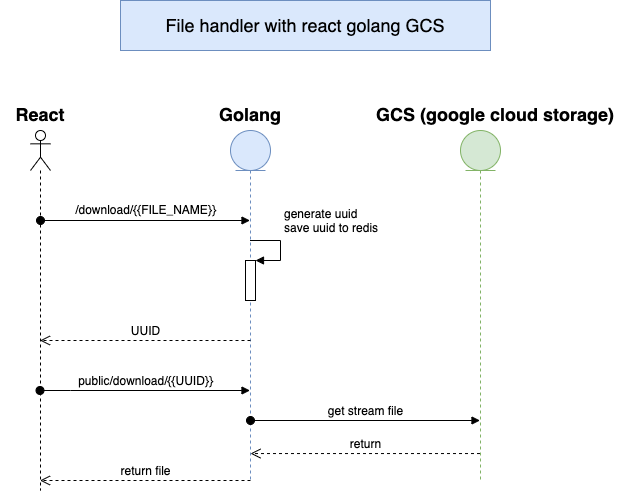 File handler with react golang GCS
React
Golang
GCS (google cloud storage)
/download/{{FILE_NAME}}
generate uuid
save uuid to redis
UUID
public/download/{{UUID}}
get stream file
return
return file